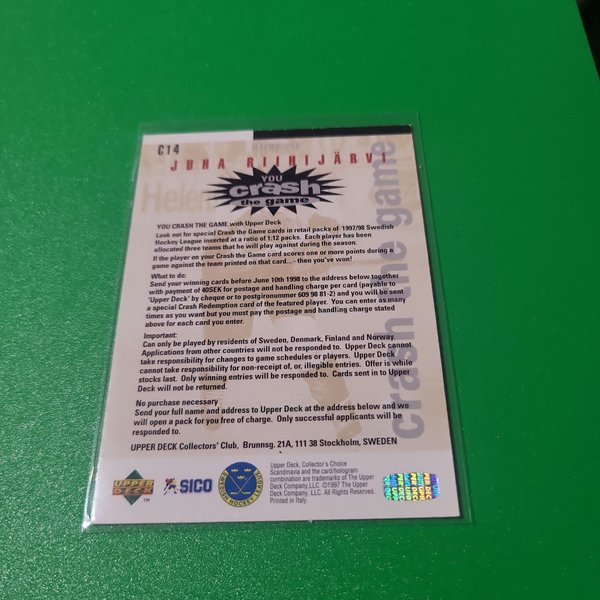 C14
JUHA RIIHIJÄRVI
YOU
crash
the game
crash the game
YOU CRASH THE GAME with Upper Deck
Look out for special Crash the Game cards in retail packs of 1997/98 Swedish
Hockey League inserted at a ratio of 1:12 packs. Each player has been
allocated three teams that he will play against during the season.
If the player on your Crash the Game card scores one or more points during a
game against the team printed on that card...- then you've won!
What to do:
Send your winning cards before June 10th 1998 to the address below together
with payment of 40SEK for postage and handling charge per card (payable to
'Upper Deck' by cheque or to postgironummer 609 98 81-2) and you will be sent
a special Crash Redemption card of the featured player. You can enter as many
times as you want but you must pay the postage and handling charge stated
above for each card you enter.
Important:
Can only be played by residents of Sweden, Denmark, Finland and Norway.
Applications from other countries will not be responded to. Upper Deck cannot
take responsibility for changes to game schedules or players. Upper Deck
cannot take responsibility for non-receipt of, or, illegible entries. Offer is while
stocks last. Only winning entries will be responded to. Cards sent in to Upper
Deck will not be returned.
No purchase necessary
Send your full name and address to Upper Deck at the address below and we
will open a pack for you free of charge. Only successful applicants will be
responded to.
UPPER DECK Collectors' Club, Brunnsg. 21A, 111 38 Stockholm, SWEDEN
UPPER
DECK
TM
SICO
SWEDISH HOCKEY LEAGUE
Upper Deck, Collector's Choice
Scandinavia and the card/hologram
combination are trademarks of The Upper
Deck Company, LLC. ©1997 The Upper
Deck Company, LLC. All Rights Reserved.
Printed in Italy.